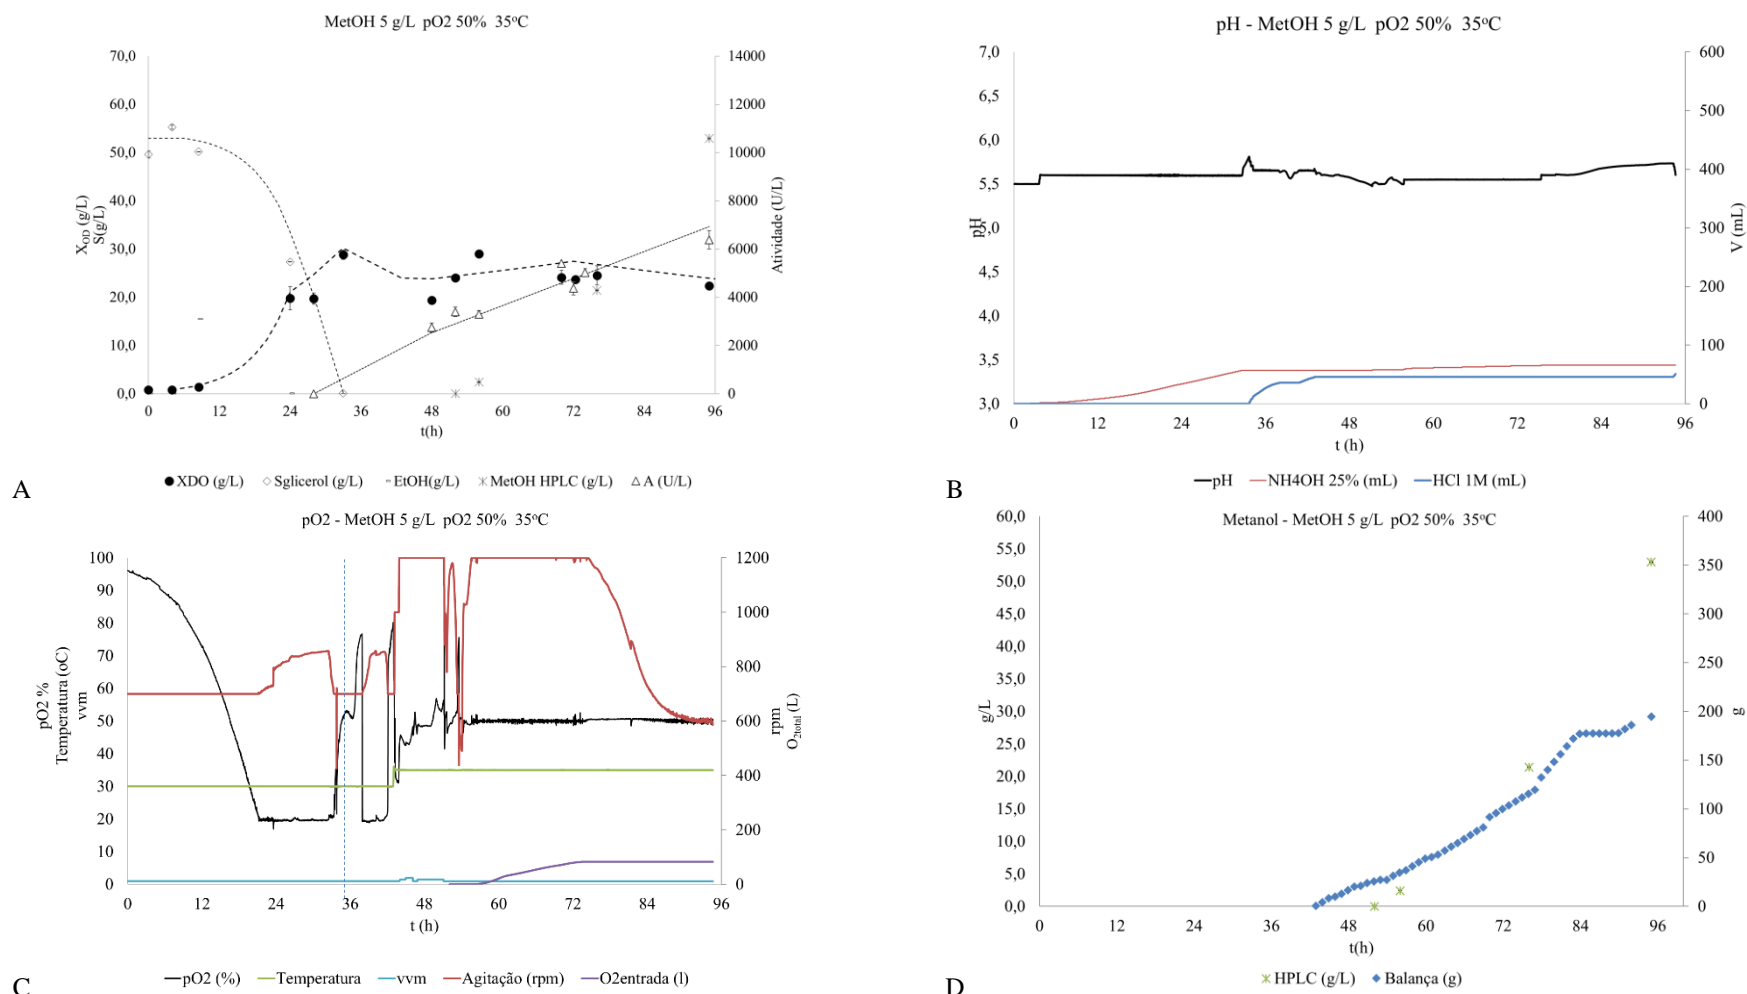 MetOH 5 g/L pO2 50% 35ºC
70,0
60,0
50,0
40,0
30,0
20,0
10,0
0,0
X_OD (g/L)
S(g/L)
14000
12000
10000
8000
6000
4000
2000
0
Atividade (U/L)
0 12 24 36 48 60 72 84 96
t(h)
XDO (g/L) Sglicerol (g/L) EtOH(g/L) MetOH HPLC (g/L) A (U/L)
A
pH - MetOH 5 g/L pO2 50% 35ºC
7,0
6,5
6,0
5,5
5,0
4,5
4,0
3,5
3,0
pH
600
500
400
300
200
100
0
V (mL)
0 12 24 36 48 60 72 84 96
t (h)
pH NH4OH 25% (mL) HCl 1M (mL)
B
pO2 - MetOH 5 g/L pO2 50% 35ºC
100
90
80
70
60
50
40
30
20
10
0
pO2 %
Temperatura (oC)
vvm
1200
1000
800
600
400
200
0
rpm
O2total (L)
0 12 24 36 48 60 72 84 96
t (h)
pO2 (%) Temperatura vvm Agitação (rpm) O2entrada (l)
C
Metanol - MetOH 5 g/L pO2 50% 35ºC
60,0
55,0
50,0
45,0
40,0
35,0
30,0
25,0
20,0
15,0
10,0
5,0
0,0
g/L
400
350
300
250
200
150
100
50
0
g
0 12 24 36 48 60 72 84 96
t(h)
HPLC (g/L) Balança (g)
D